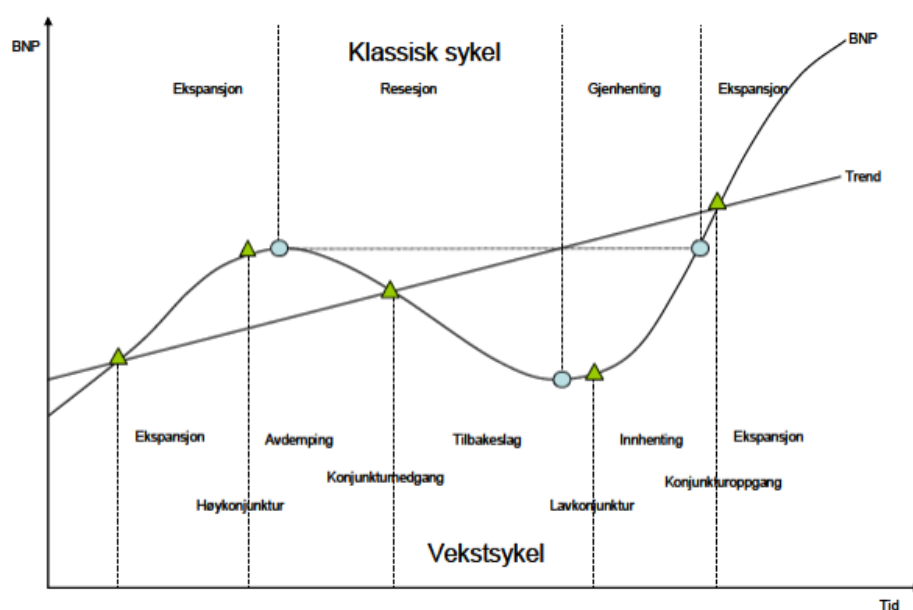 BNP
Klassisk sykel
BNP
Ekspansjon
Resesjon
Gjenhenting
Ekspansjon
Trend
Ekspansjon
Avdemping
Tilbakeslag
Innhenting
Ekspansjon
Konjunkturnedgang
Konjunkturoppgang
Høykonjunktur
Lavkonjunktur
Vekstsykel
Tid